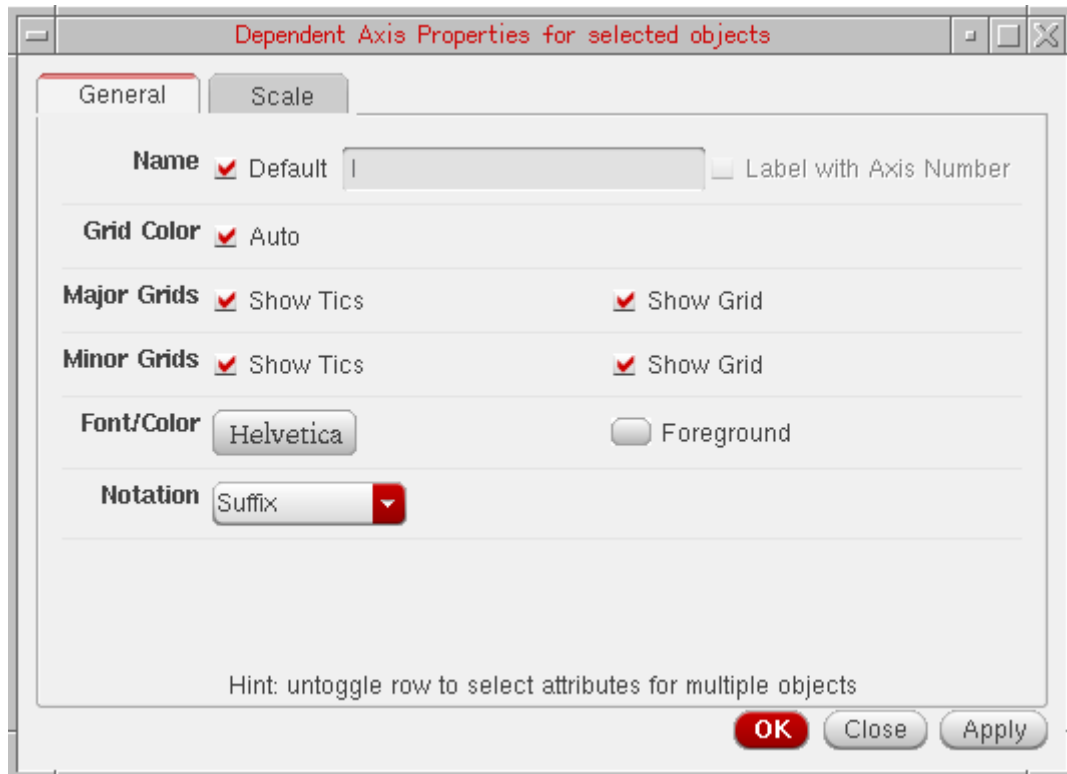 Dependent Axis Properties for selected objects
General Scale
Name Default I Label with Axis Number
Grid Color Auto
Major Grids Show Tics Show Grid
Minor Grids Show Tics Show Grid
Font/Color Helvetica Foreground
Notation Suffix
Hint: untoggle row to select attributes for multiple objects
OK Close Apply